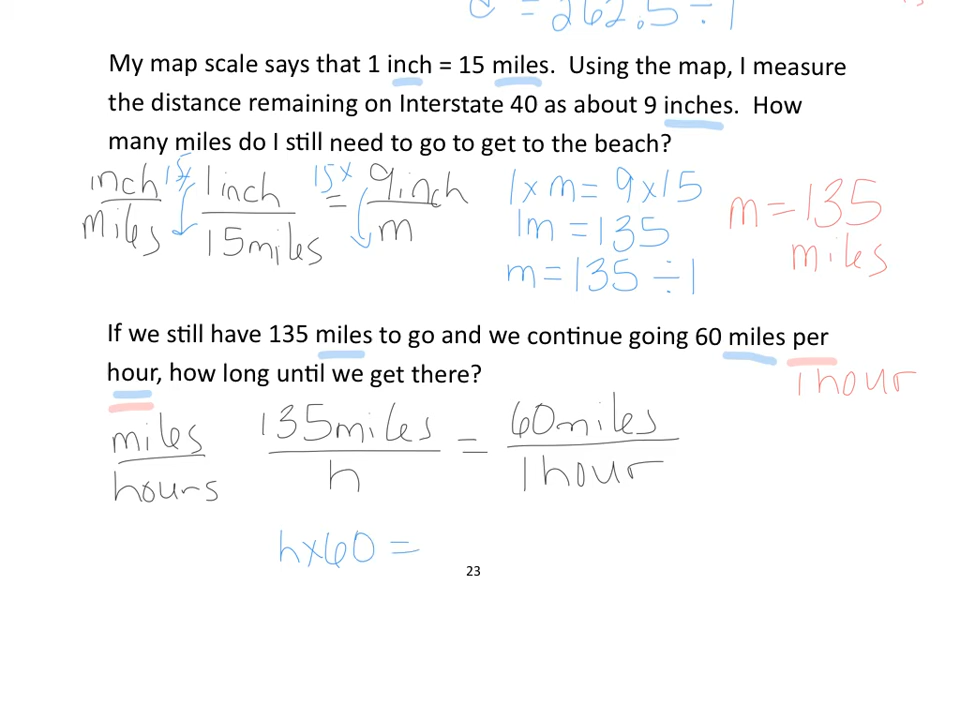 = 262.5 ÷ 1
My map scale says that 1 inch = 15 miles. Using the map, I measure
the distance remaining on Interstate 40 as about 9 inches. How
many miles do I still need to go to get to the beach?
inch/miles 15x 1 inch/15 miles = 15x 9 inch/m
1 x m = 9 x 15
1m = 135
m = 135 ÷ 1
m = 135
miles
If we still have 135 miles to go and we continue going 60 miles per
hour, how long until we get there?
1 hour
miles/hours 135 miles/h = 60 miles/1 hour
h x 60 =
23